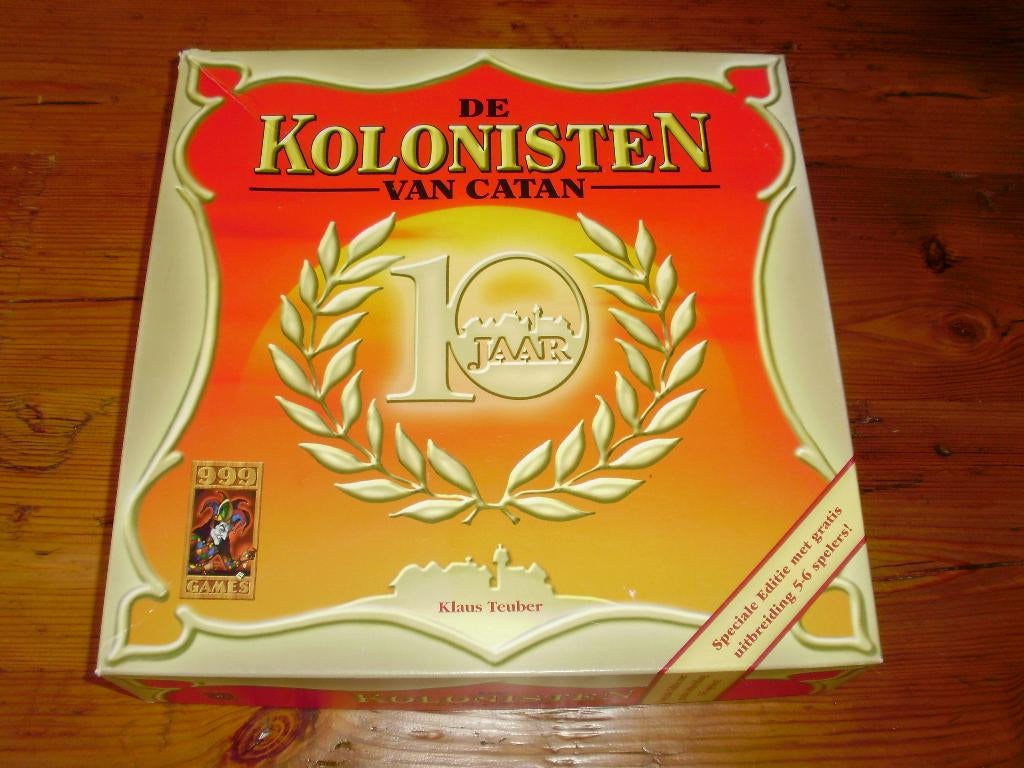 DE
KOLONISTEN
VAN CATAN
10
JAAR
999
GAMES
Klaus Teuber
Speciale Editie met gratis
uitbreiding 5-6 spelers!
KOLONISTEN